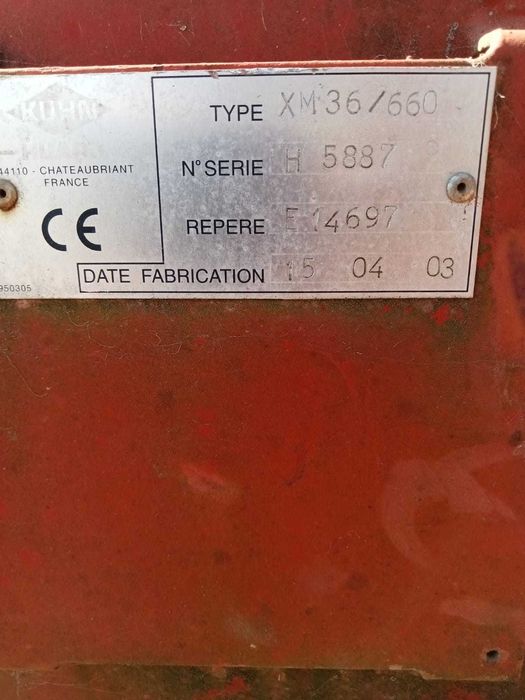 KUHN
TYPE XM36/660
44110 - CHATEAUBRIANT
FRANCE
N° SERIE H 5887
REPERE E 14697
CE
DATE FABRICATION 15 04 03
950305